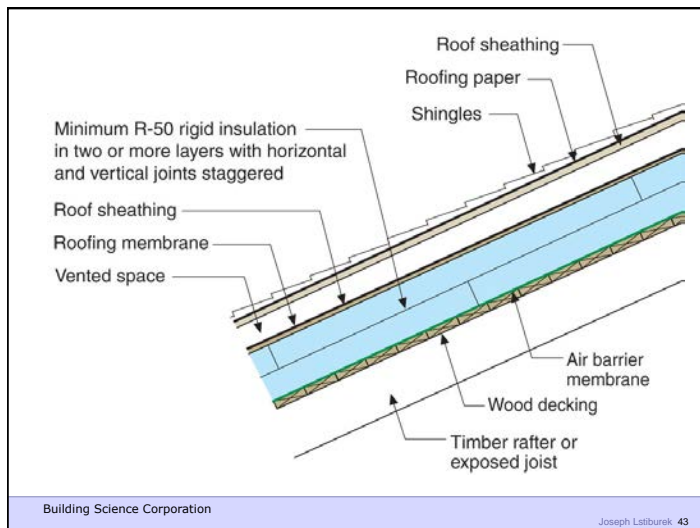 Roof sheathing
Roofing paper
Shingles
Minimum R-50 rigid insulation
in two or more layers with horizontal
and vertical joints staggered
Roof sheathing
Roofing membrane
Vented space
Air barrier
membrane
Wood decking
Timber rafter or
exposed joist
Building Science Corporation
Joseph Lstiburek 43